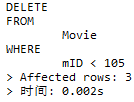 DELETE
FROM
Movie
WHERE
mID < 105
> Affected rows: 3
> 时间: 0.002s